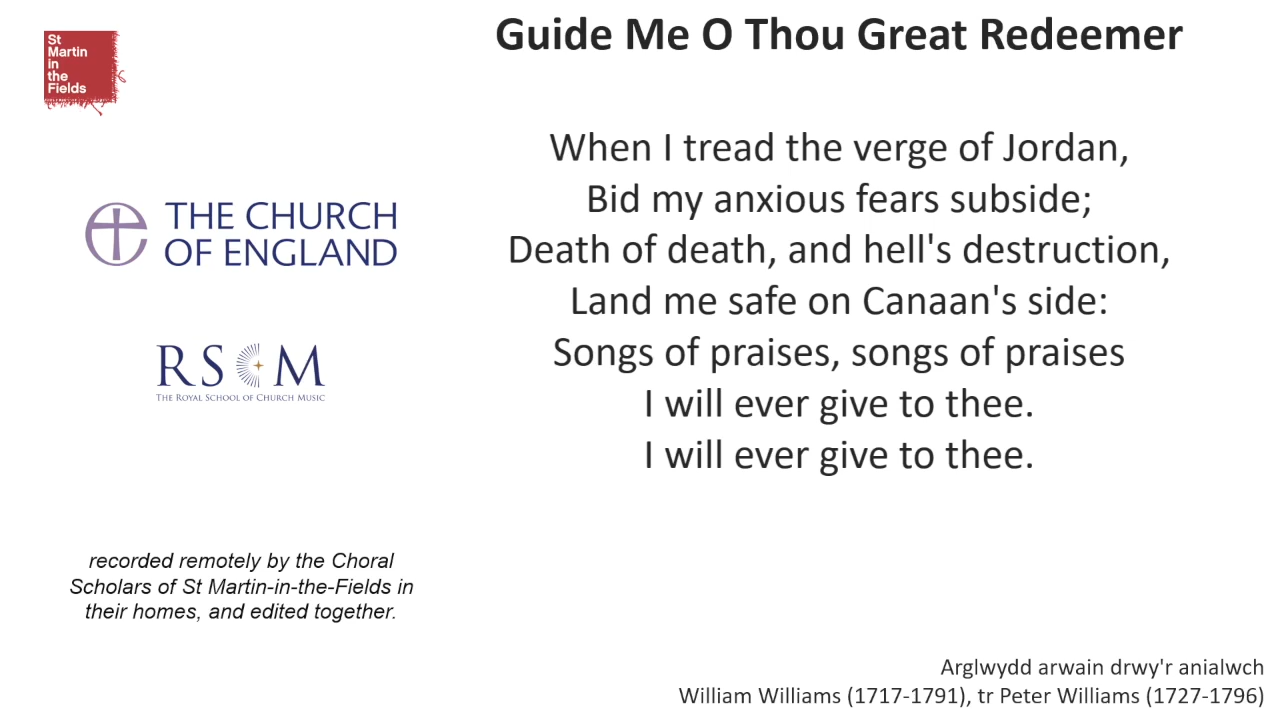 St
Martin
in
the
Fields
Guide Me O Thou Great Redeemer
When I tread the verge of Jordan,
Bid my anxious fears subside;
Death of death, and hell's destruction,
Land me safe on Canaan's side:
Songs of praises, songs of praises
I will ever give to thee.
I will ever give to thee.
THE CHURCH
OF ENGLAND
RSCM
THE ROYAL SCHOOL OF CHURCH MUSIC
recorded remotely by the Choral
Scholars of St Martin-in-the-Fields in
their homes, and edited together.
Arglwydd arwain drwy'r anialwch
William Williams (1717-1791), tr Peter Williams (1727-1796)